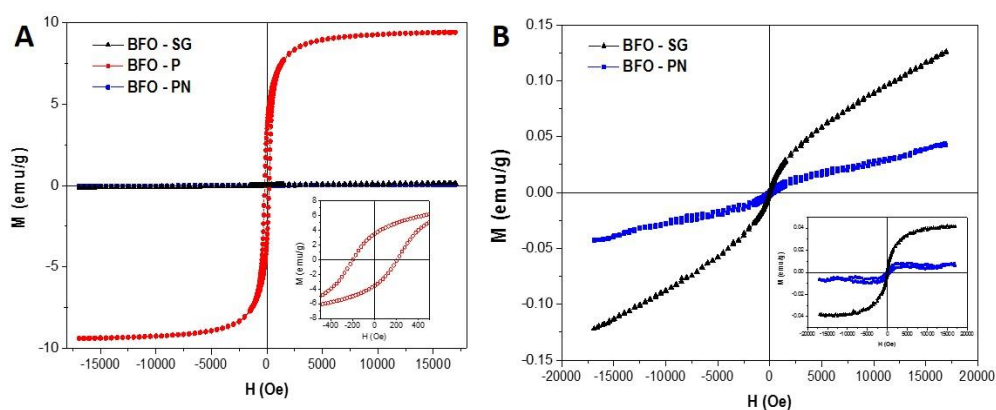 A
BFO - SG
BFO - P
BFO - PN
M (emu/g)
10
5
0
-5
-10
-15000 -10000 -5000 0 5000 10000 15000
H (Oe)
M (emu/g)
8
6
4
2
0
-2
-4
-6
-8
-400 -200 0 200 400
H (Oe)
B
BFO - SG
BFO - PN
M (emu/g)
0.15
0.10
0.05
0.00
-0.05
-0.10
-0.15
-20000 -15000 -10000 -5000 0 5000 10000 15000 20000
H (Oe)
M (emu/g)
0.04
0.02
0.00
-0.02
-0.04
-20000 -15000 -10000 -5000 0 5000 10000 15000 20000
H (Oe)